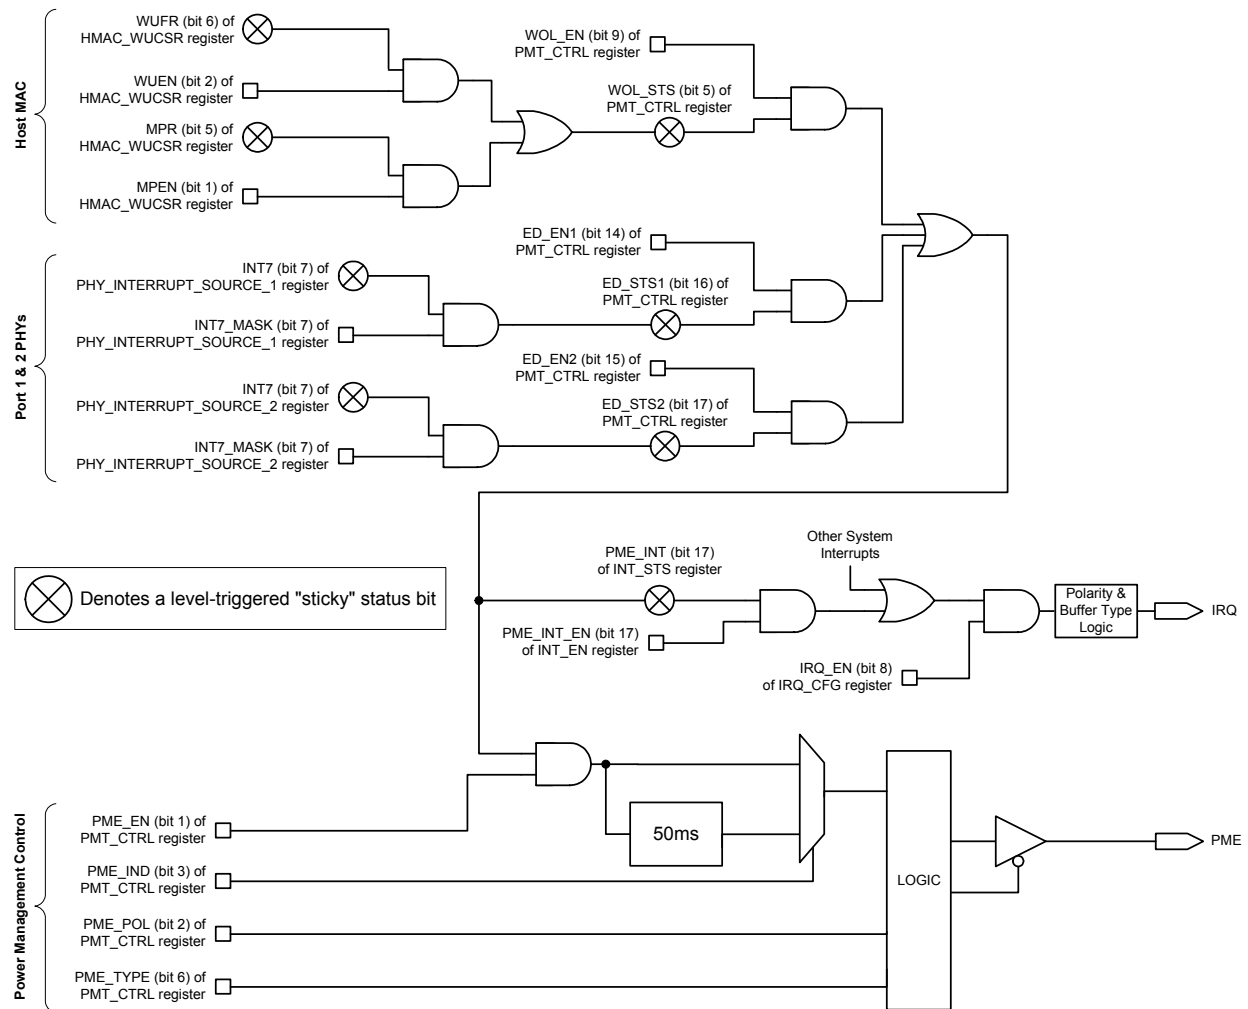 Host MAC
WUFR (bit 6) of
HMAC_WUCSR register
WUEN (bit 2) of
HMAC_WUCSR register
MPR (bit 5) of
HMAC_WUCSR register
MPEN (bit 1) of
HMAC_WUCSR register
WOL_EN (bit 9) of
PMT_CTRL register
WOL_STS (bit 5) of
PMT_CTRL register
Port 1 & 2 PHYs
INT7 (bit 7) of
PHY_INTERRUPT_SOURCE_1 register
INT7_MASK (bit 7) of
PHY_INTERRUPT_SOURCE_1 register
INT7 (bit 7) of
PHY_INTERRUPT_SOURCE_2 register
INT7_MASK (bit 7) of
PHY_INTERRUPT_SOURCE_2 register
ED_EN1 (bit 14) of
PMT_CTRL register
ED_STS1 (bit 16) of
PMT_CTRL register
ED_EN2 (bit 15) of
PMT_CTRL register
ED_STS2 (bit 17) of
PMT_CTRL register
Denotes a level-triggered "sticky" status bit
PME_INT (bit 17)
of INT_STS register
PME_INT_EN (bit 17)
of INT_EN register
Other System
Interrupts
IRQ_EN (bit 8)
of IRQ_CFG register
Polarity &
Buffer Type
Logic
IRQ
Power Management Control
PME_EN (bit 1) of
PMT_CTRL register
PME_IND (bit 3) of
PMT_CTRL register
PME_POL (bit 2) of
PMT_CTRL register
PME_TYPE (bit 6) of
PMT_CTRL register
50ms
LOGIC
PME